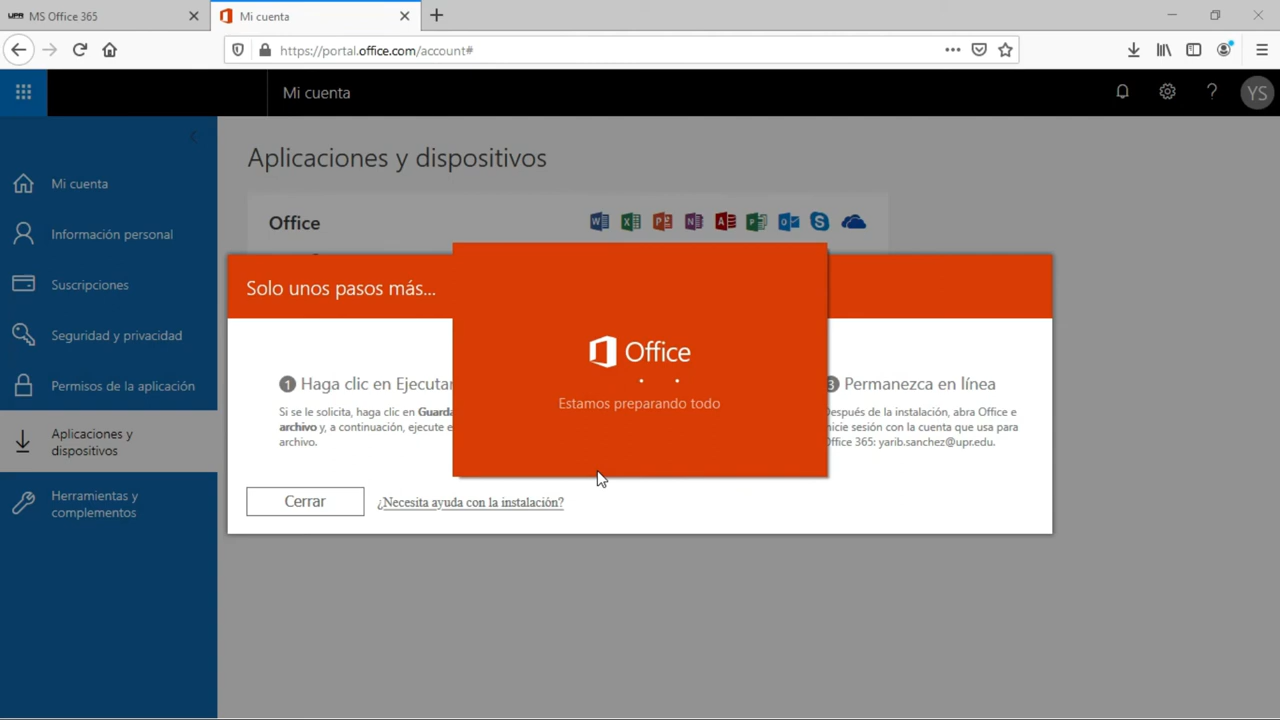 UPR MS Office 365
Mi cuenta
https://portal.office.com/account#
Mi cuenta
YS
Mi cuenta
Información personal
Suscripciones
Seguridad y privacidad
Permisos de la aplicación
Aplicaciones y
dispositivos
Herramientas y
complementos
Aplicaciones y dispositivos
Office
Solo unos pasos más...
1 Haga clic en Ejecutar
Si se le solicita, haga clic en Guarda
archivo y, a continuación, ejecute e
archivo.
Office
Estamos preparando todo
3 Permanezca en línea
Después de la instalación, abra Office e
inicie sesión con la cuenta que usa para
Office 365: yarib.sanchez@upr.edu.
Cerrar
¿Necesita ayuda con la instalación?